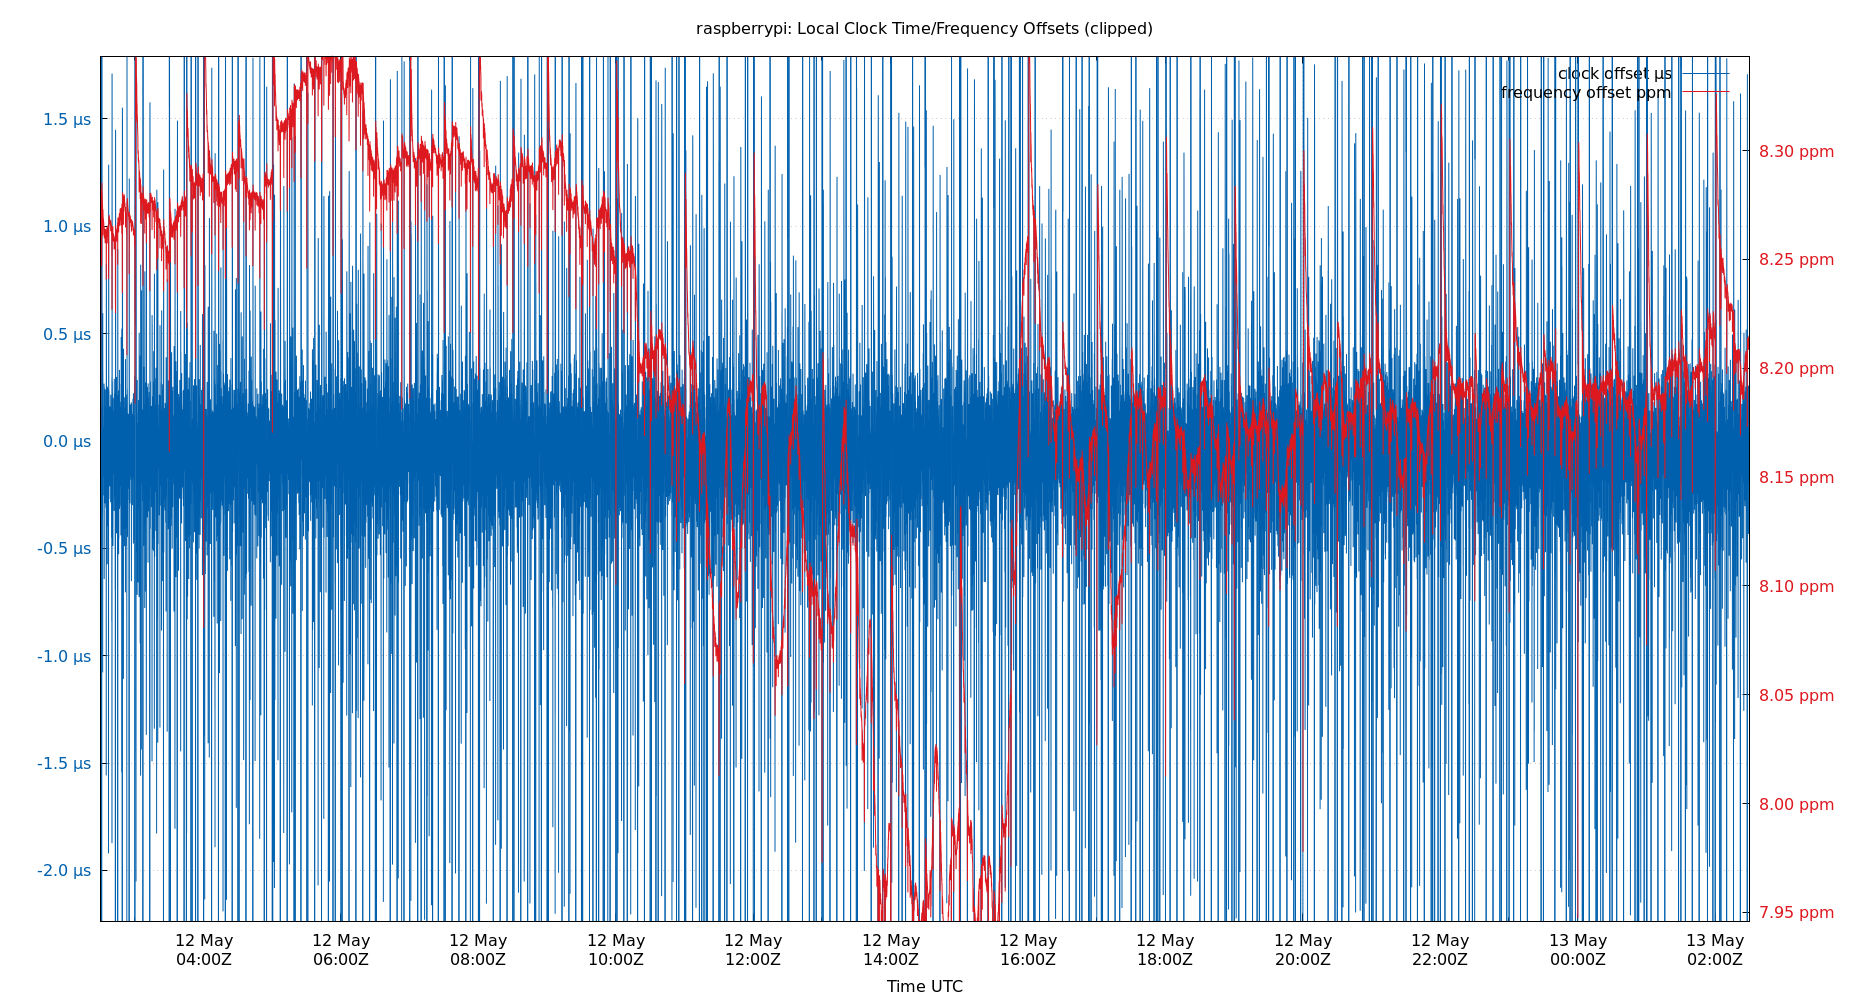 raspberrypi: Local Clock Time/Frequency Offsets (clipped)
clock offset µs
frequency offset ppm
1.5 µs
1.0 µs
0.5 µs
0.0 µs
-0.5 µs
-1.0 µs
-1.5 µs
-2.0 µs
8.30 ppm
8.25 ppm
8.20 ppm
8.15 ppm
8.10 ppm
8.05 ppm
8.00 ppm
7.95 ppm
12 May
04:00Z
12 May
06:00Z
12 May
08:00Z
12 May
10:00Z
12 May
12:00Z
12 May
14:00Z
12 May
16:00Z
12 May
18:00Z
12 May
20:00Z
12 May
22:00Z
13 May
00:00Z
13 May
02:00Z
Time UTC